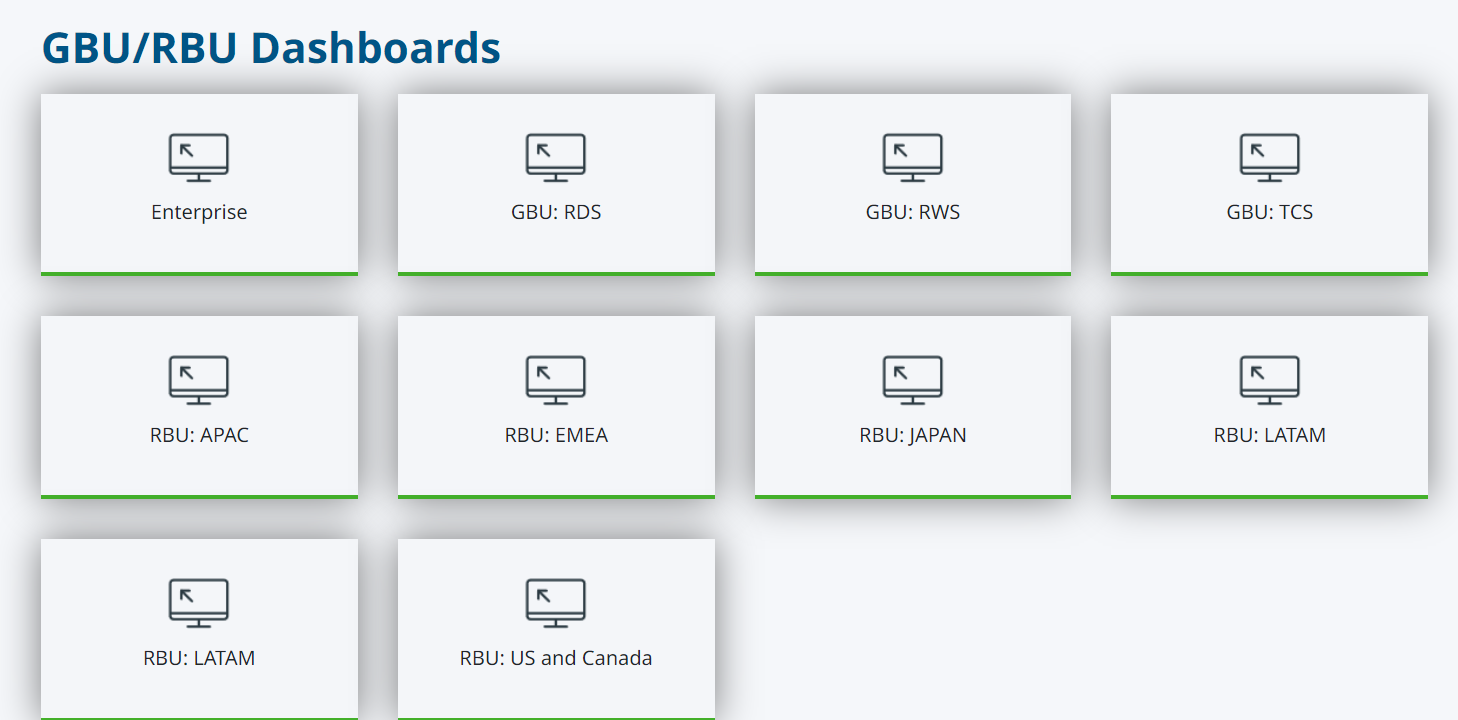 GBU/RBU Dashboards
Enterprise
GBU: RDS
GBU: RWS
GBU: TCS
RBU: APAC
RBU: EMEA
RBU: JAPAN
RBU: LATAM
RBU: LATAM
RBU: US and Canada